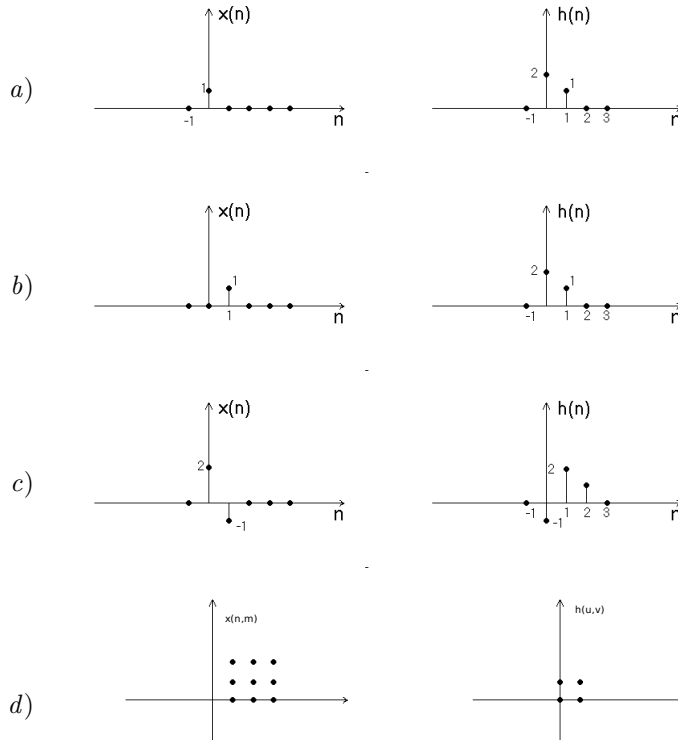 x(n) h(n)
2
1 1
a)
-1 n -1 1 2 3 n
x(n) h(n)
2
1 1
b)
1 n -1 1 2 3 n
x(n) h(n)
2 2
c)
n -1 1 2 3 n
-1 -1
x(n,m) h(u,v)
d)